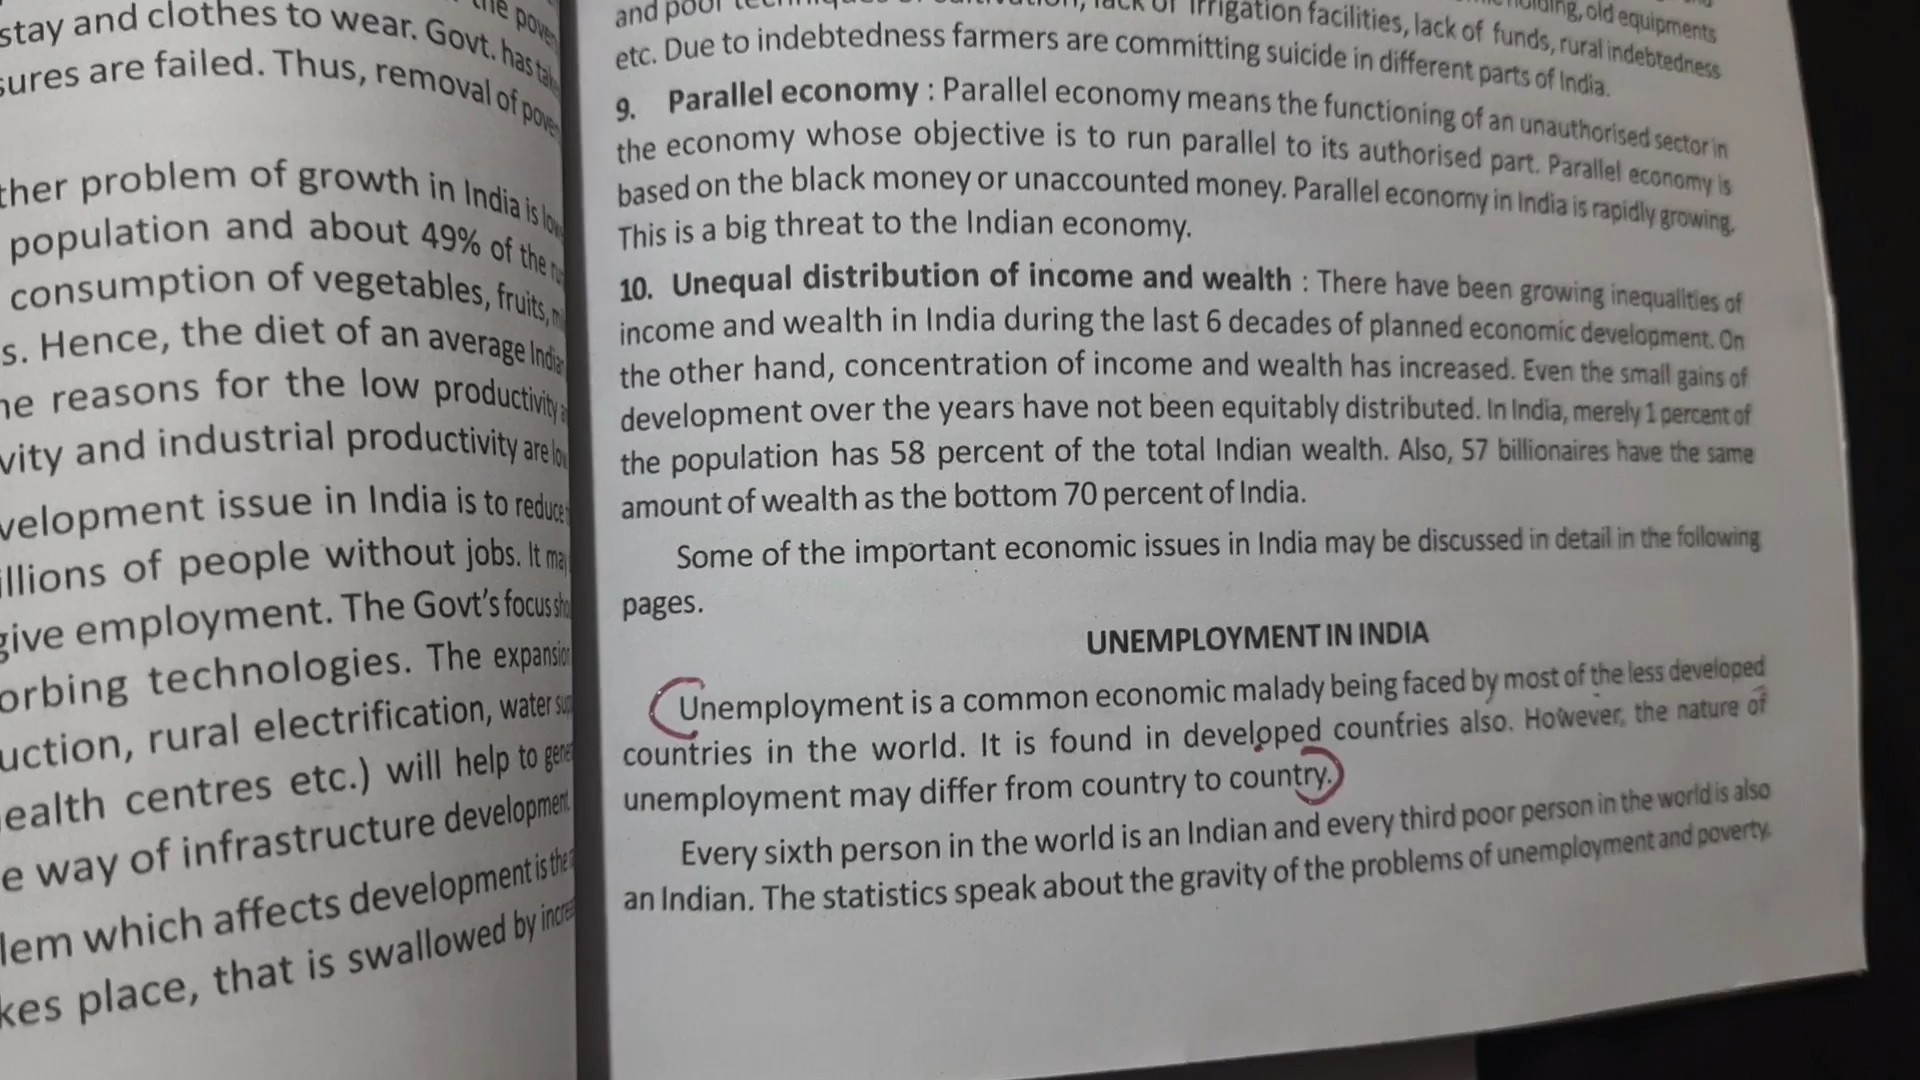 the pover
stay and clothes to wear. Govt. has
sures are failed. Thus, removal of
ther problem of growth in India is
population and about 49% of the
consumption of vegetables, fruits,
s. Hence, the diet of an average
he reasons for the low productivity
vity and industrial productivity are
velopment issue in India is to reduce
illions of people without jobs. It may
give employment. The Govt's focus
orbing technologies. The expansion
uction, rural electrification, water
ealth centres etc.) will help to
e way of infrastructure development
lem which affects development is the
kes place, that is swallowed by
holding, old equipments
and poor of lack of irrigation facilities, lack of funds, rural indebtedness
etc. Due to indebtedness farmers are committing suicide in different parts of India.
9. Parallel economy : Parallel economy means the functioning of an unauthorised sector in
the economy whose objective is to run parallel to its authorised part. Parallel economy is
based on the black money or unaccounted money. Parallel economy in India is rapidly growing.
This is a big threat to the Indian economy.
10. Unequal distribution of income and wealth : There have been growing inequalities of
income and wealth in India during the last 6 decades of planned economic development. On
the other hand, concentration of income and wealth has increased. Even the small gains of
development over the years have not been equitably distributed. In India, merely 1 percent of
the population has 58 percent of the total Indian wealth. Also, 57 billionaires have the same
amount of wealth as the bottom 70 percent of India.
Some of the important economic issues in India may be discussed in detail in the following
pages.
UNEMPLOYMENT IN INDIA
Unemployment is a common economic malady being faced by most of the less developed
countries in the world. It is found in developed countries also. However, the nature of
unemployment may differ from country to country.
Every sixth person in the world is an Indian and every third poor person in the world is also
an Indian. The statistics speak about the gravity of the problems of unemployment and poverty.